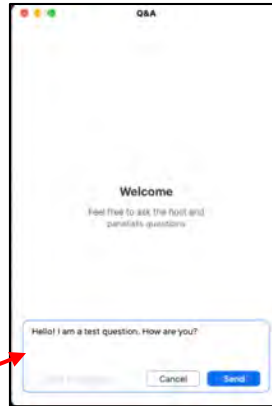 Q&A
Welcome
Feel free to ask the host and
panelists questions
Hello! I am a test question. How are you?
Cancel
Send